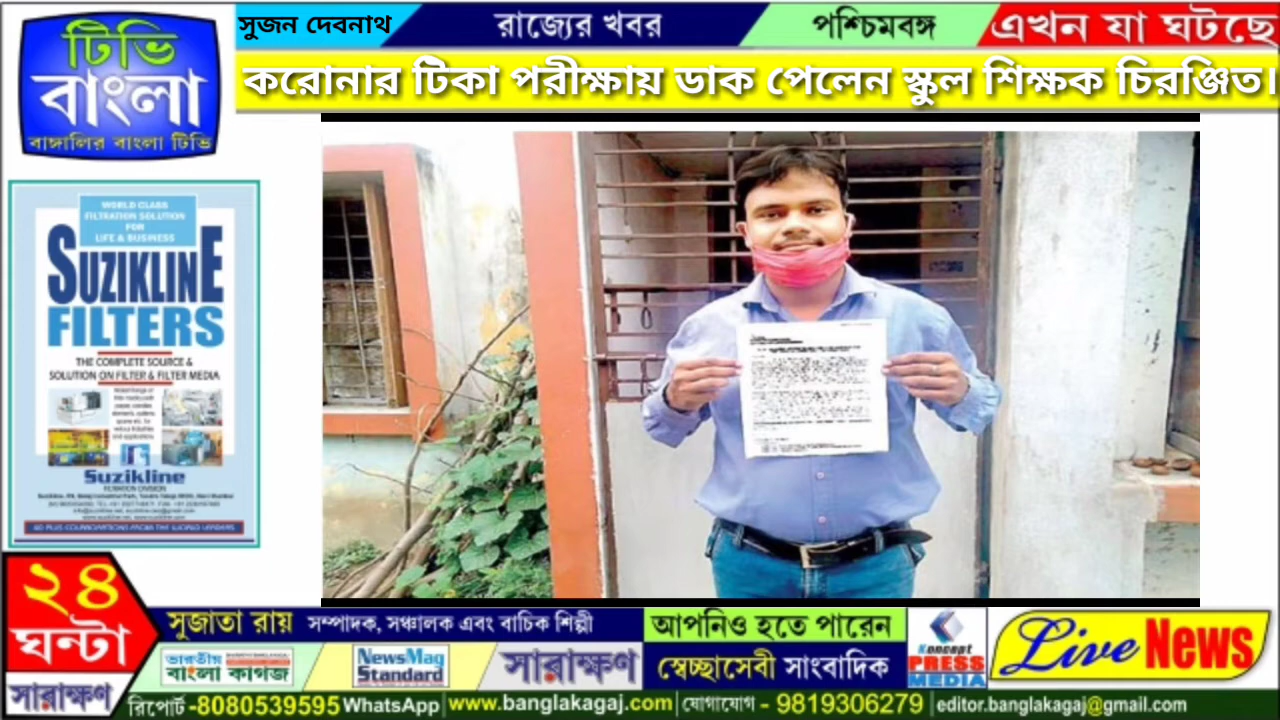 সুজন দেবনাথ
রাজ্যের খবর
পশ্চিমবঙ্গ
এখন যা ঘটছে
টিভি
বাংলা
বাঙ্গালির বাংলা টিভি
করোনার টিকা পরীক্ষায় ডাক পেলেন স্কুল শিক্ষক চিরঞ্জিত।
WORLD CLASS
FILTRATION SOLUTION
FOR
LIFE & BUSINESS
SUZIKLINE
FILTERS
THE COMPLETE SOURCE &
SOLUTION ON FILTER & FILTER MEDIA
Suzikline
FILTRATION DIVISION
২৪
ঘন্টা
সারাক্ষণ
সুজাতা রায় সম্পাদক, সঞ্চালক এবং বাচিক শিল্পী
ভারতীয়
বাংলা কাগজ
NewsMag
Standard
সারাক্ষণ
আপনিও হতে পারেন
স্বেচ্ছাসেবী সাংবাদিক
Koncept
PRESS
MEDIA
Live News
রিপোর্ট -8080539595 WhatsApp | www.banglakagaj.com | যোগাযোগ - 9819306279 | editor.banglakagaj@gmail.com